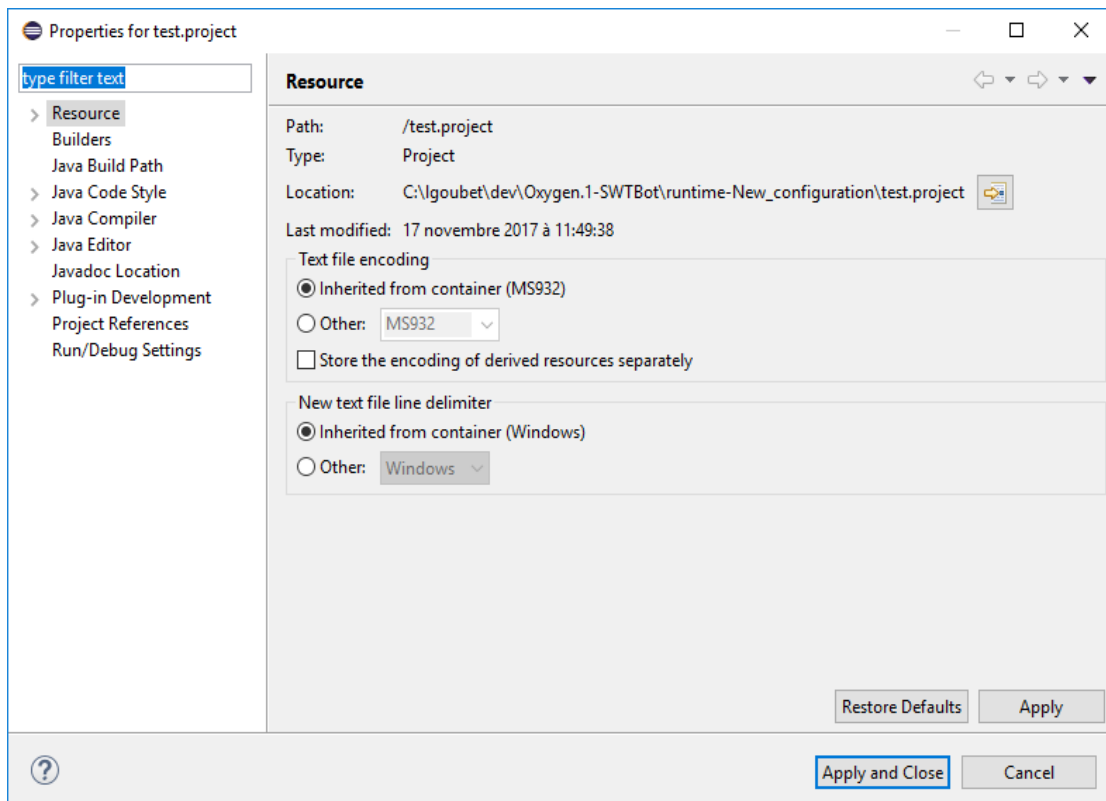 Properties for test.project
type filter text
Resource
Builders
Java Build Path
Java Code Style
Java Compiler
Java Editor
Javadoc Location
Plug-in Development
Project References
Run/Debug Settings
Resource
Path: /test.project
Type: Project
Location: C:\lgoubet\dev\Oxygen.1-SWTBot\runtime-New_configuration\test.project
Last modified: 17 novembre 2017 à 11:49:38
Text file encoding
Inherited from container (MS932)
Other: MS932
Store the encoding of derived resources separately
New text file line delimiter
Inherited from container (Windows)
Other: Windows
Restore Defaults Apply
? Apply and Close Cancel